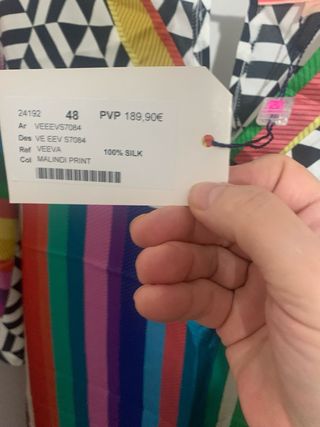 24192 48 PVP 189,90€
Ar VEEEVS7084
Des VE EEV S7084
Ref VEEVA 100% SILK
Col MALINDI PRINT